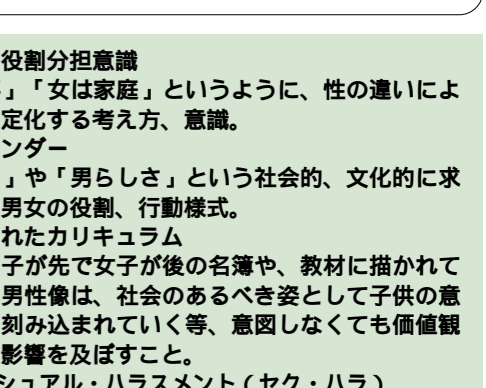 役割分担意識
」「女は家庭」というように、性の違いによ
定化する考え方、意識。
ンダー
」や「男らしさ」という社会的、文化的に求
男女の役割、行動様式。
れたカリキュラム
子が先で女子が後の名簿や、教材に描かれて
男性像は、社会のあるべき姿として子供の意
刻み込まれていく等、意図しなくても価値観
影響を及ぼすこと。
シュアル・ハラスメント(セク・ハラ)